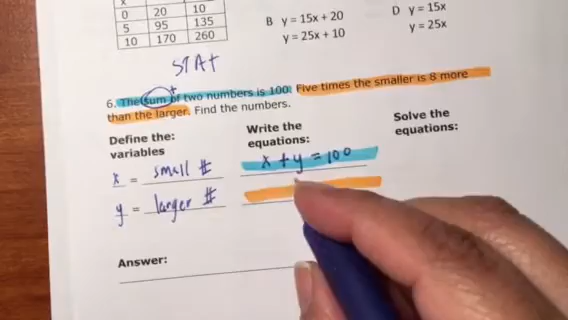 x
0 20 10
5 95 135
10 170 260
B y = 15x + 20
y = 25x + 10
D y = 15x
y = 25x
STAT
+
6. The sum of two numbers is 100. Five times the smaller is 8 more
than the larger. Find the numbers.
Define the:
variables
x = small #
y = larger #
Write the
equations:
x + y = 100
Solve the
equations:
Answer: